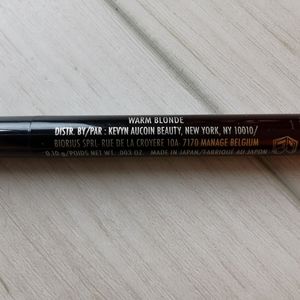 WARM BLONDE
DISTR. BY/PAR : KEVYN AUCOIN BEAUTY, NEW YORK, NY 10010/
BIORIUS SPRL. RUE DE LA CROYERE 10A- 7170 MANAGE BELGIUM
0.10 g/POIDS NET WT. .003 OZ. MADE IN JAPAN/FABRIQUÉ AU JAPON